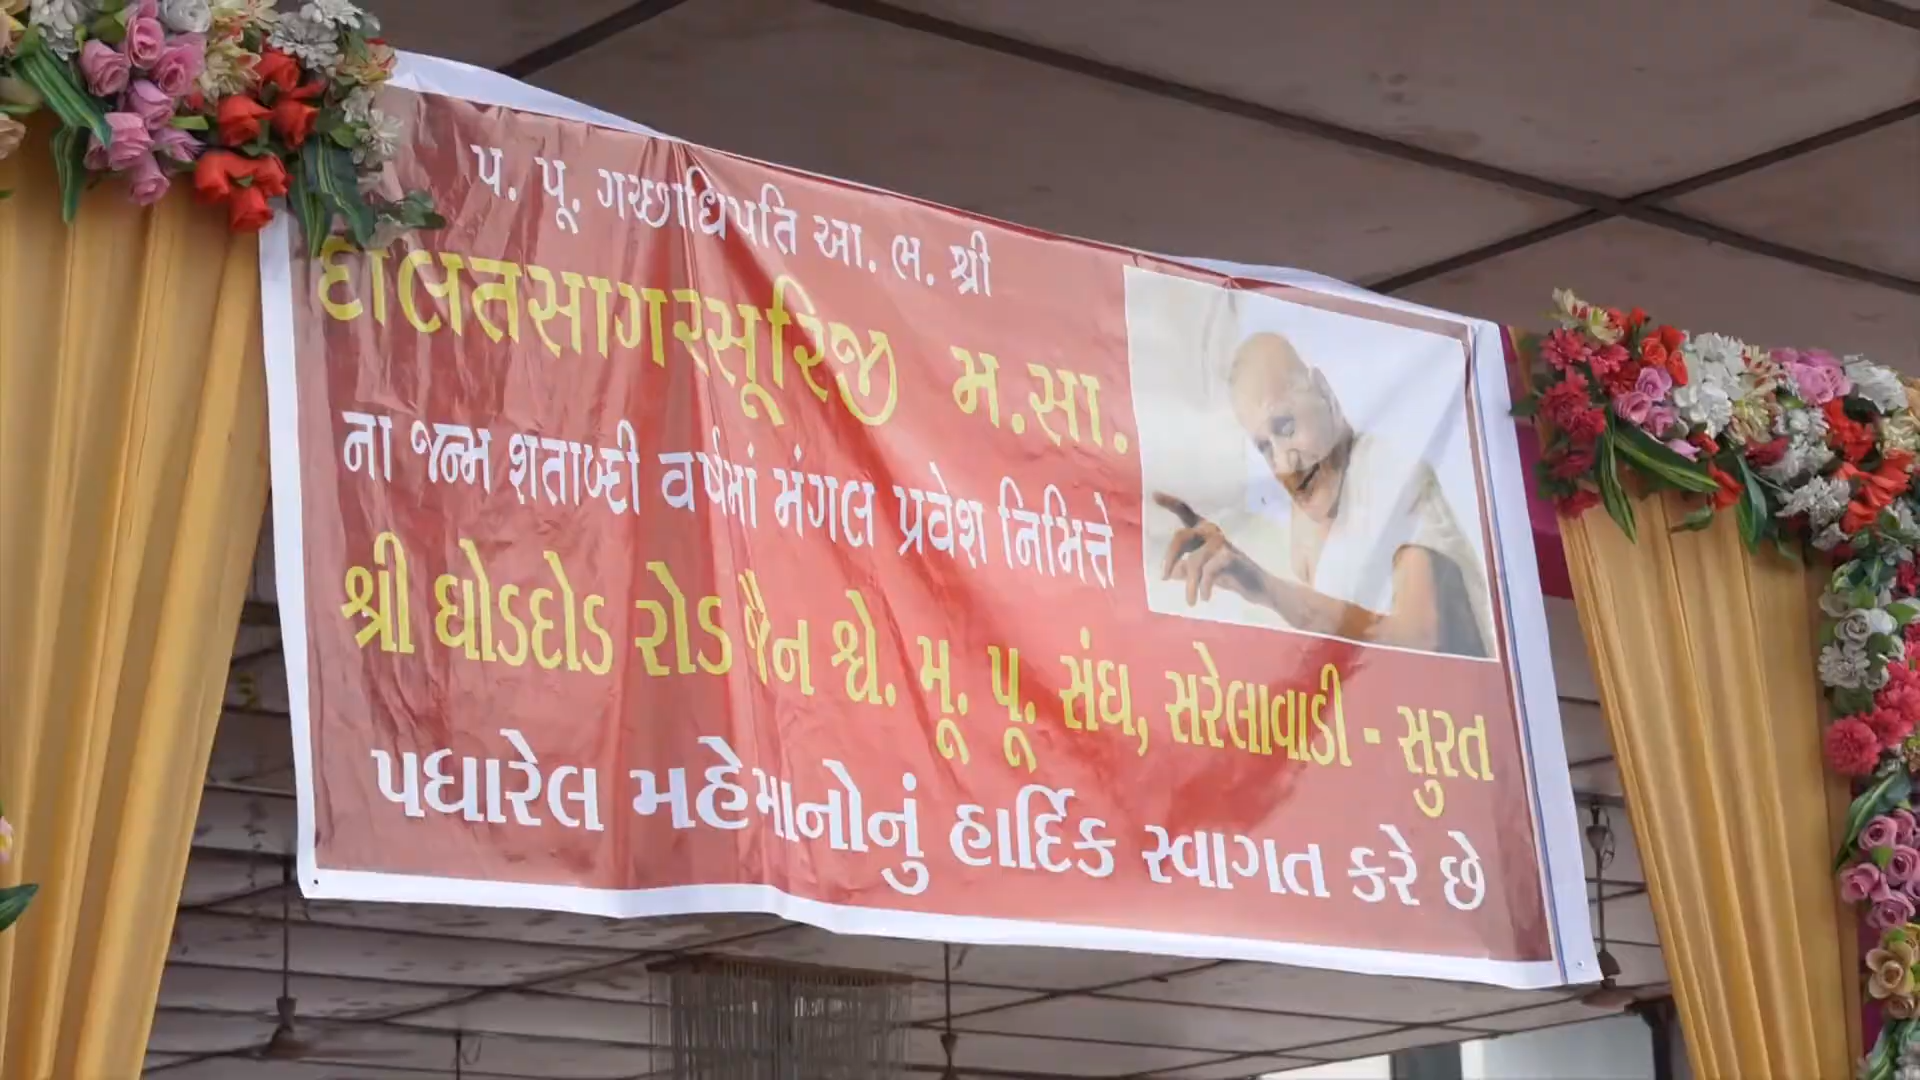 પ. પૂ. ગચ્છાધિપતિ આ. ભ. શ્રી
દોલતસાગરસૂરિજી મ.સા.
ના જન્મ શતાબ્દી વર્ષમાં મંગલ પ્રવેશ નિમિત્તે
શ્રી ઘોડદોડ રોડ જૈન શ્વે. મૂ. પૂ. સંઘ, સરેલાવાડી - સુરત
પધારેલ મહેમાનોનું હાર્દિક સ્વાગત કરે છે